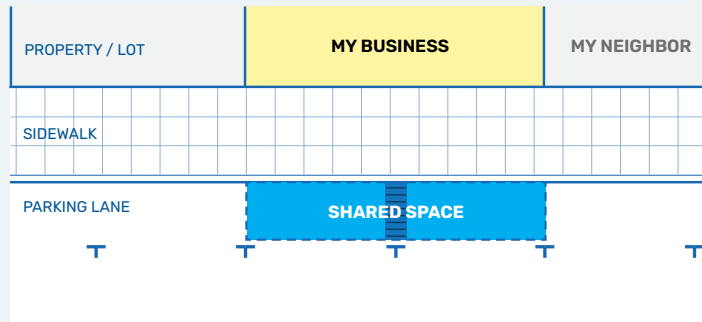 PROPERTY / LOT
MY BUSINESS
MY NEIGHBOR
SIDEWALK
PARKING LANE
SHARED SPACE